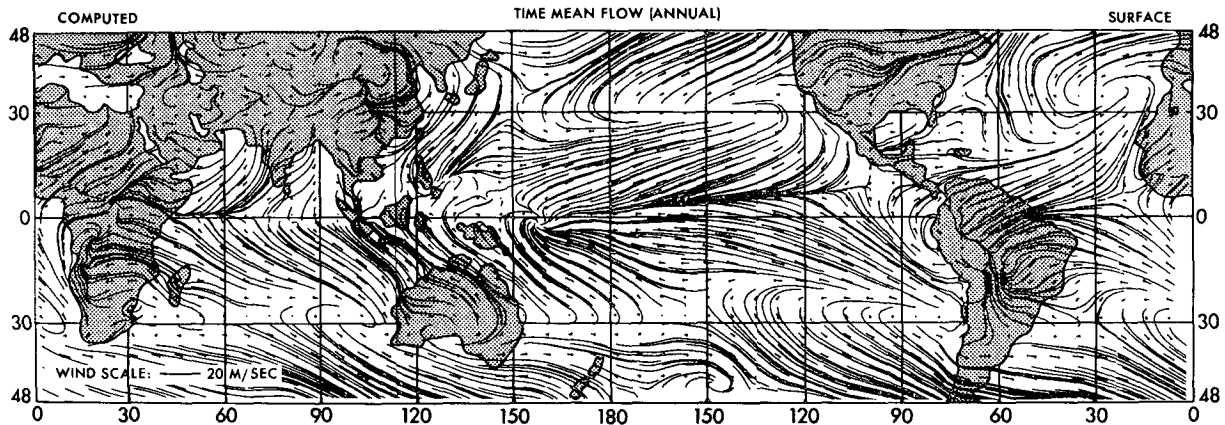 COMPUTED TIME MEAN FLOW (ANNUAL) SURFACE
48 48
30 30
0 0
30 30
WIND SCALE: 20 M/SEC
48 48
0 30 60 90 120 150 180 150 120 90 60 30 0